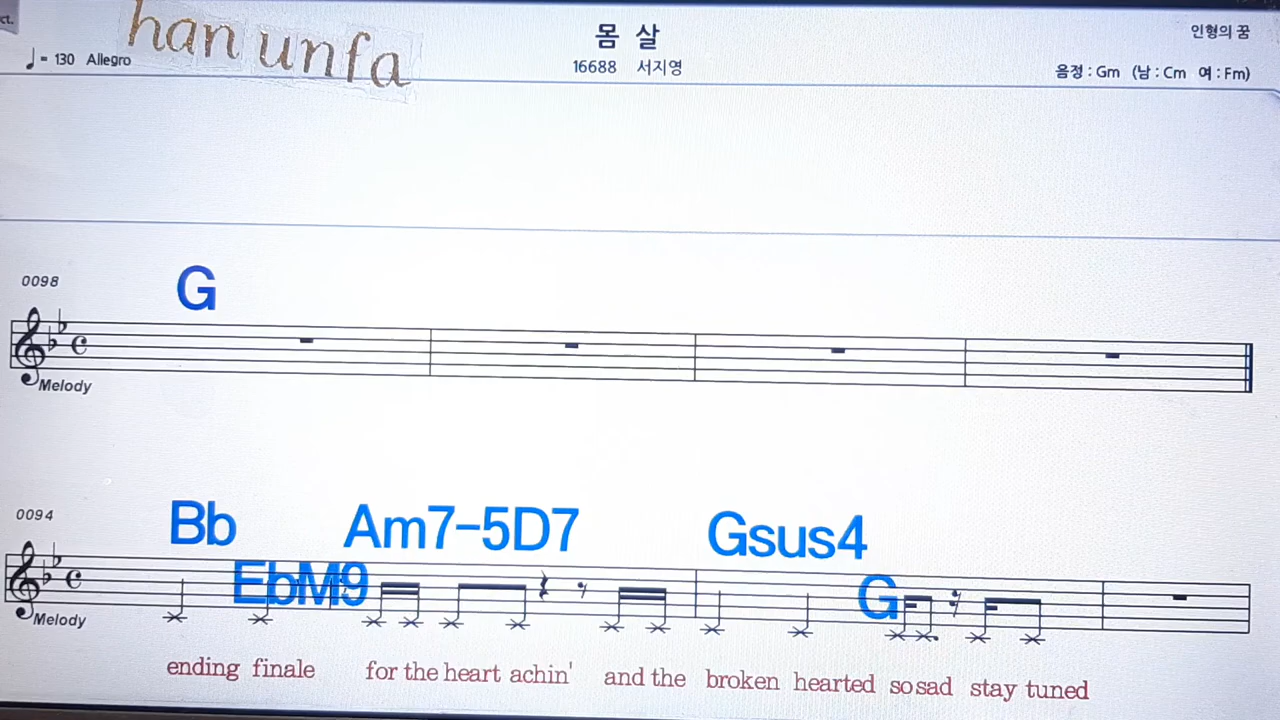 ct.
han unfa
♩= 130 Allegro
몸 살
16688 서지영
인형의 꿈
음정 : Gm (남 : Cm 여 : Fm)
0098
G
Melody
0094
Bb EbM9 Am7-5D7 Gsus4 G
Melody
ending finale for the heart achin' and the broken hearted so sad stay tuned